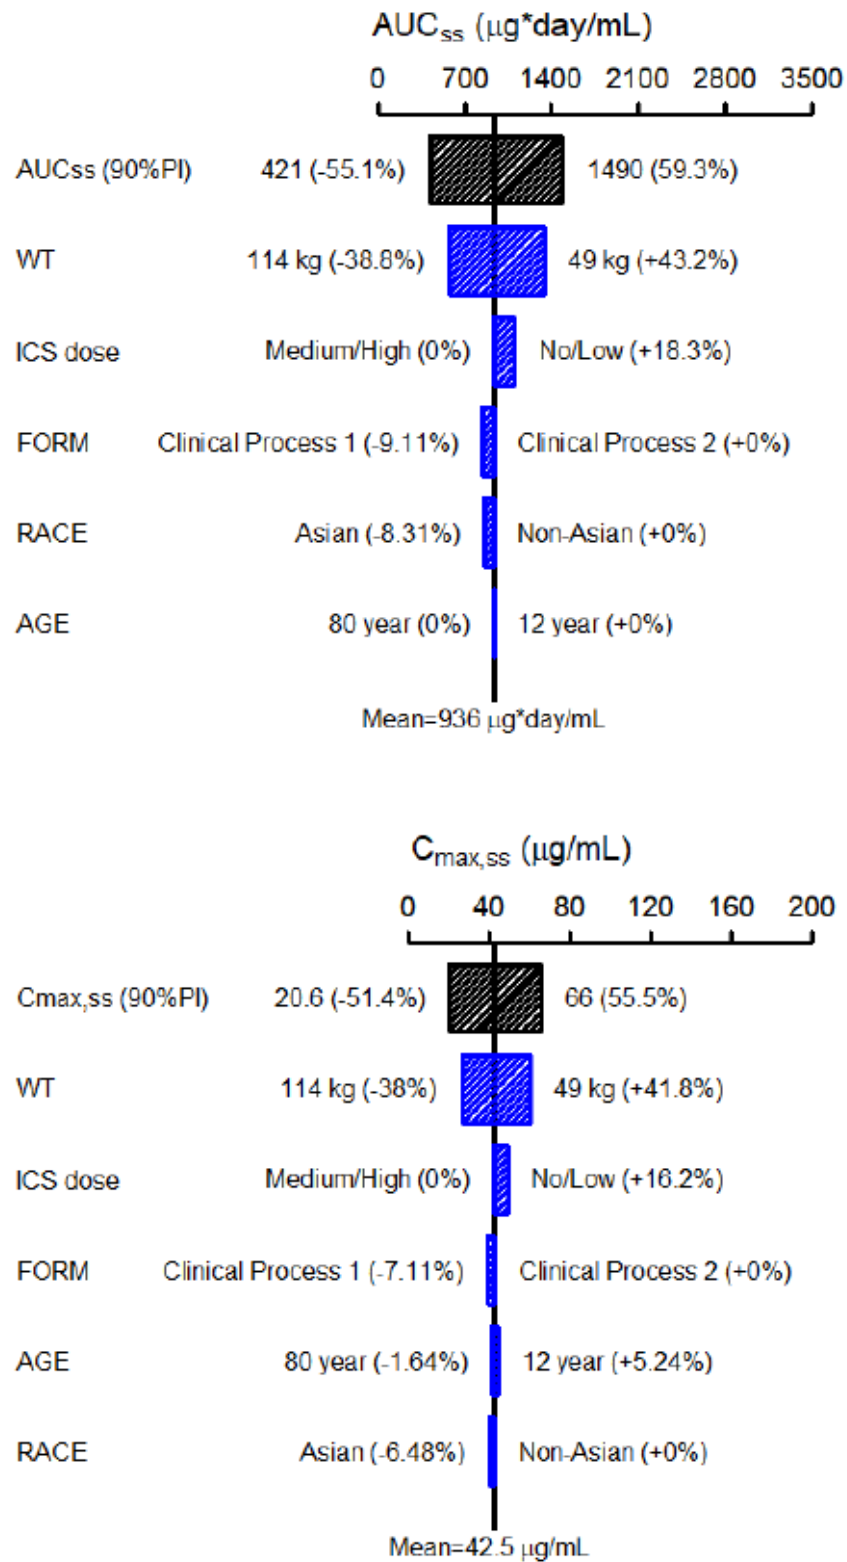 AUCss (μg*day/mL)
0 700 1400 2100 2800 3500
AUCss (90%PI) 421 (-55.1%) 1490 (59.3%)
WT 114 kg (-38.8%) 49 kg (+43.2%)
ICS dose Medium/High (0%) No/Low (+18.3%)
FORM Clinical Process 1 (-9.11%) Clinical Process 2 (+0%)
RACE Asian (-8.31%) Non-Asian (+0%)
AGE 80 year (0%) 12 year (+0%)
Mean=936 μg*day/mL
Cmax,ss (μg/mL)
0 40 80 120 160 200
Cmax,ss (90%PI) 20.6 (-51.4%) 66 (55.5%)
WT 114 kg (-38%) 49 kg (+41.8%)
ICS dose Medium/High (0%) No/Low (+16.2%)
FORM Clinical Process 1 (-7.11%) Clinical Process 2 (+0%)
AGE 80 year (-1.64%) 12 year (+5.24%)
RACE Asian (-6.48%) Non-Asian (+0%)
Mean=42.5 μg/mL